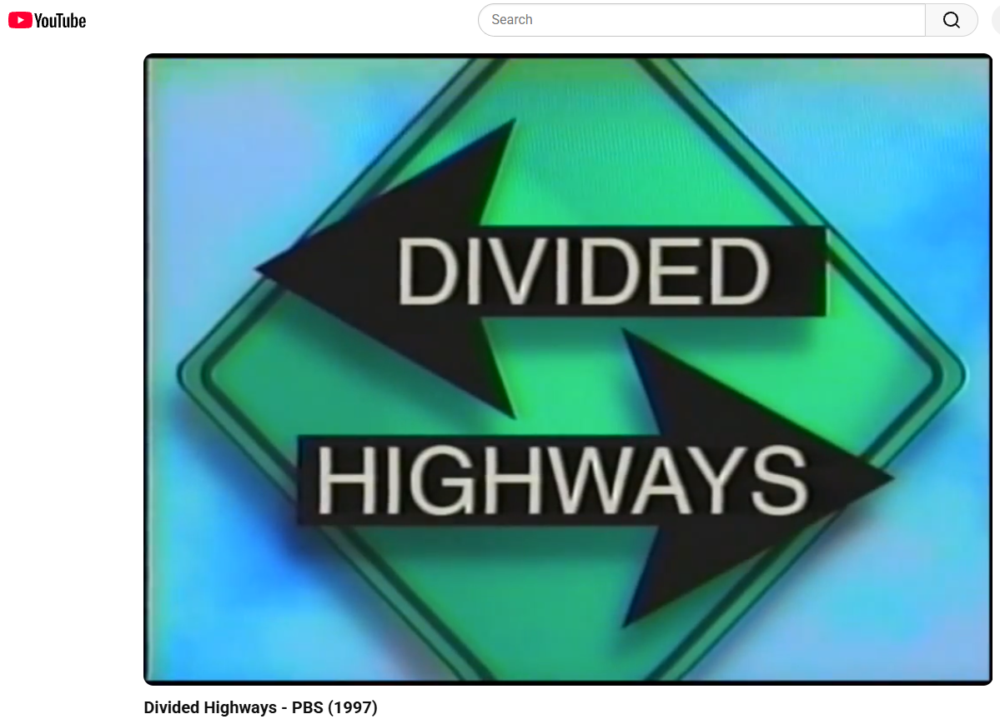 YouTube
Search
DIVIDED
HIGHWAYS
Divided Highways - PBS (1997)